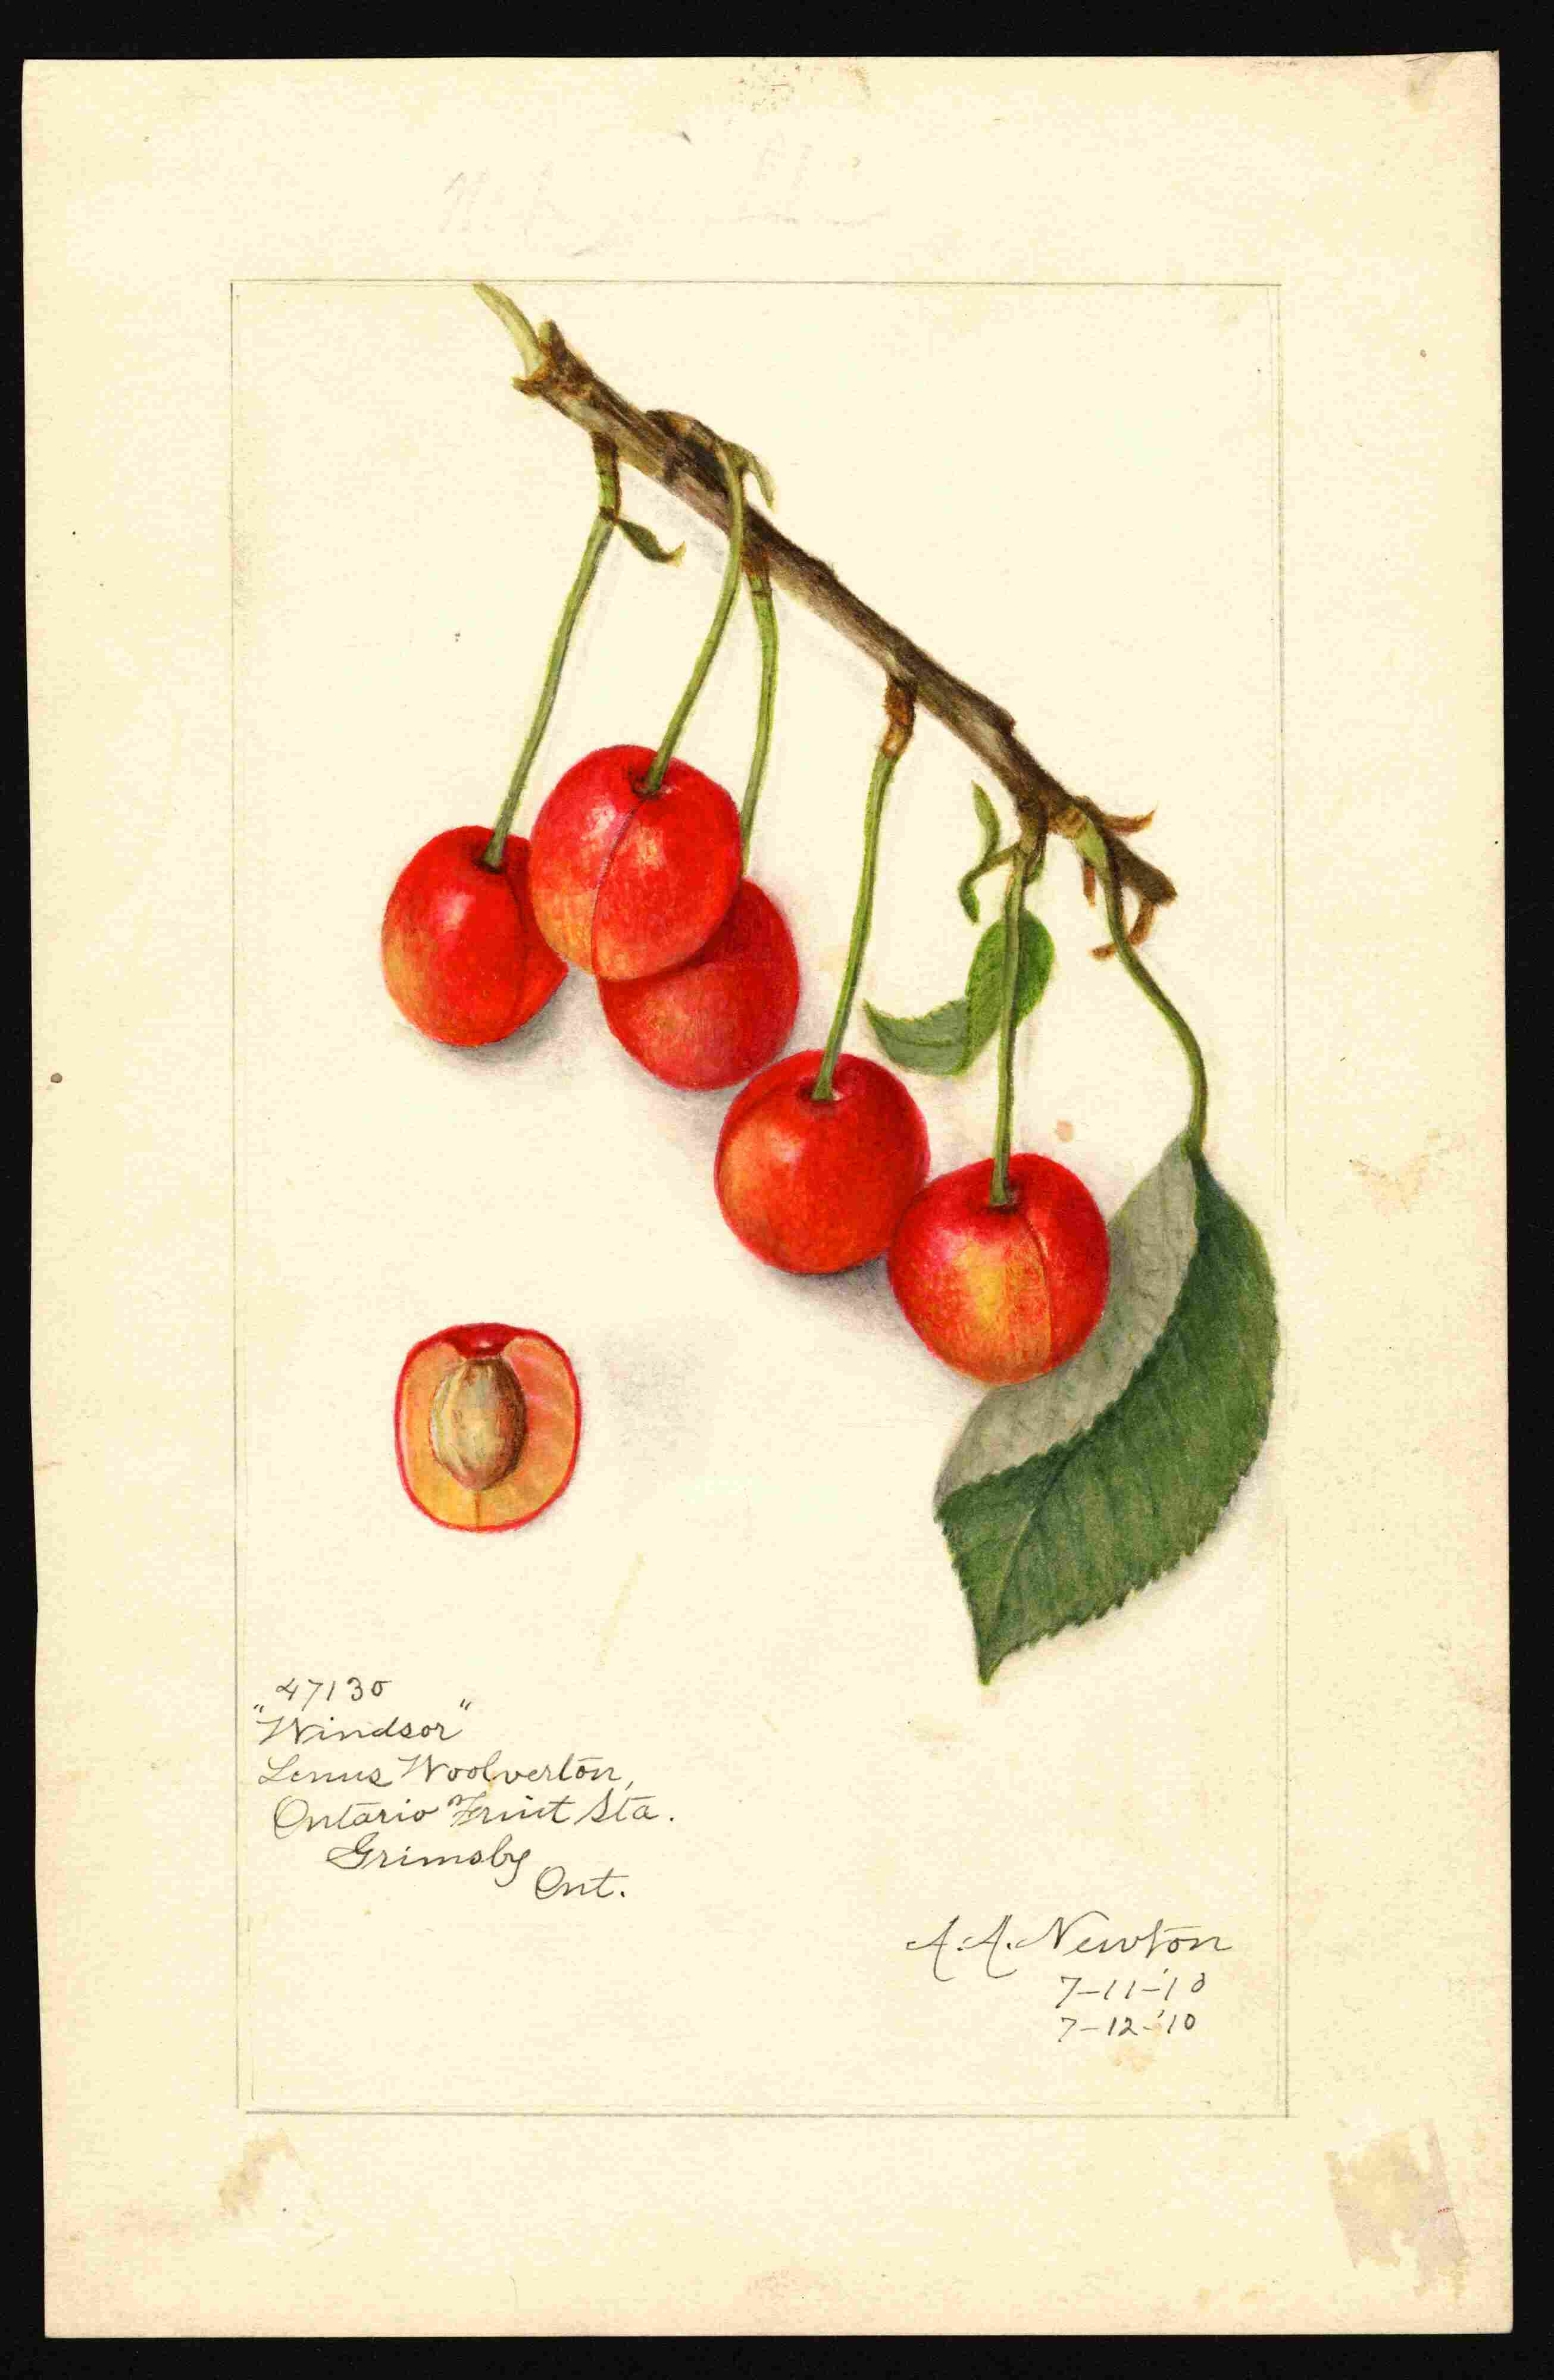 47130
"Windsor"
Linus Woolverton,
Ontario Fruit Sta.
Grimsby
Ont.
A. A. Newton
7-11-'10
7-12-'10